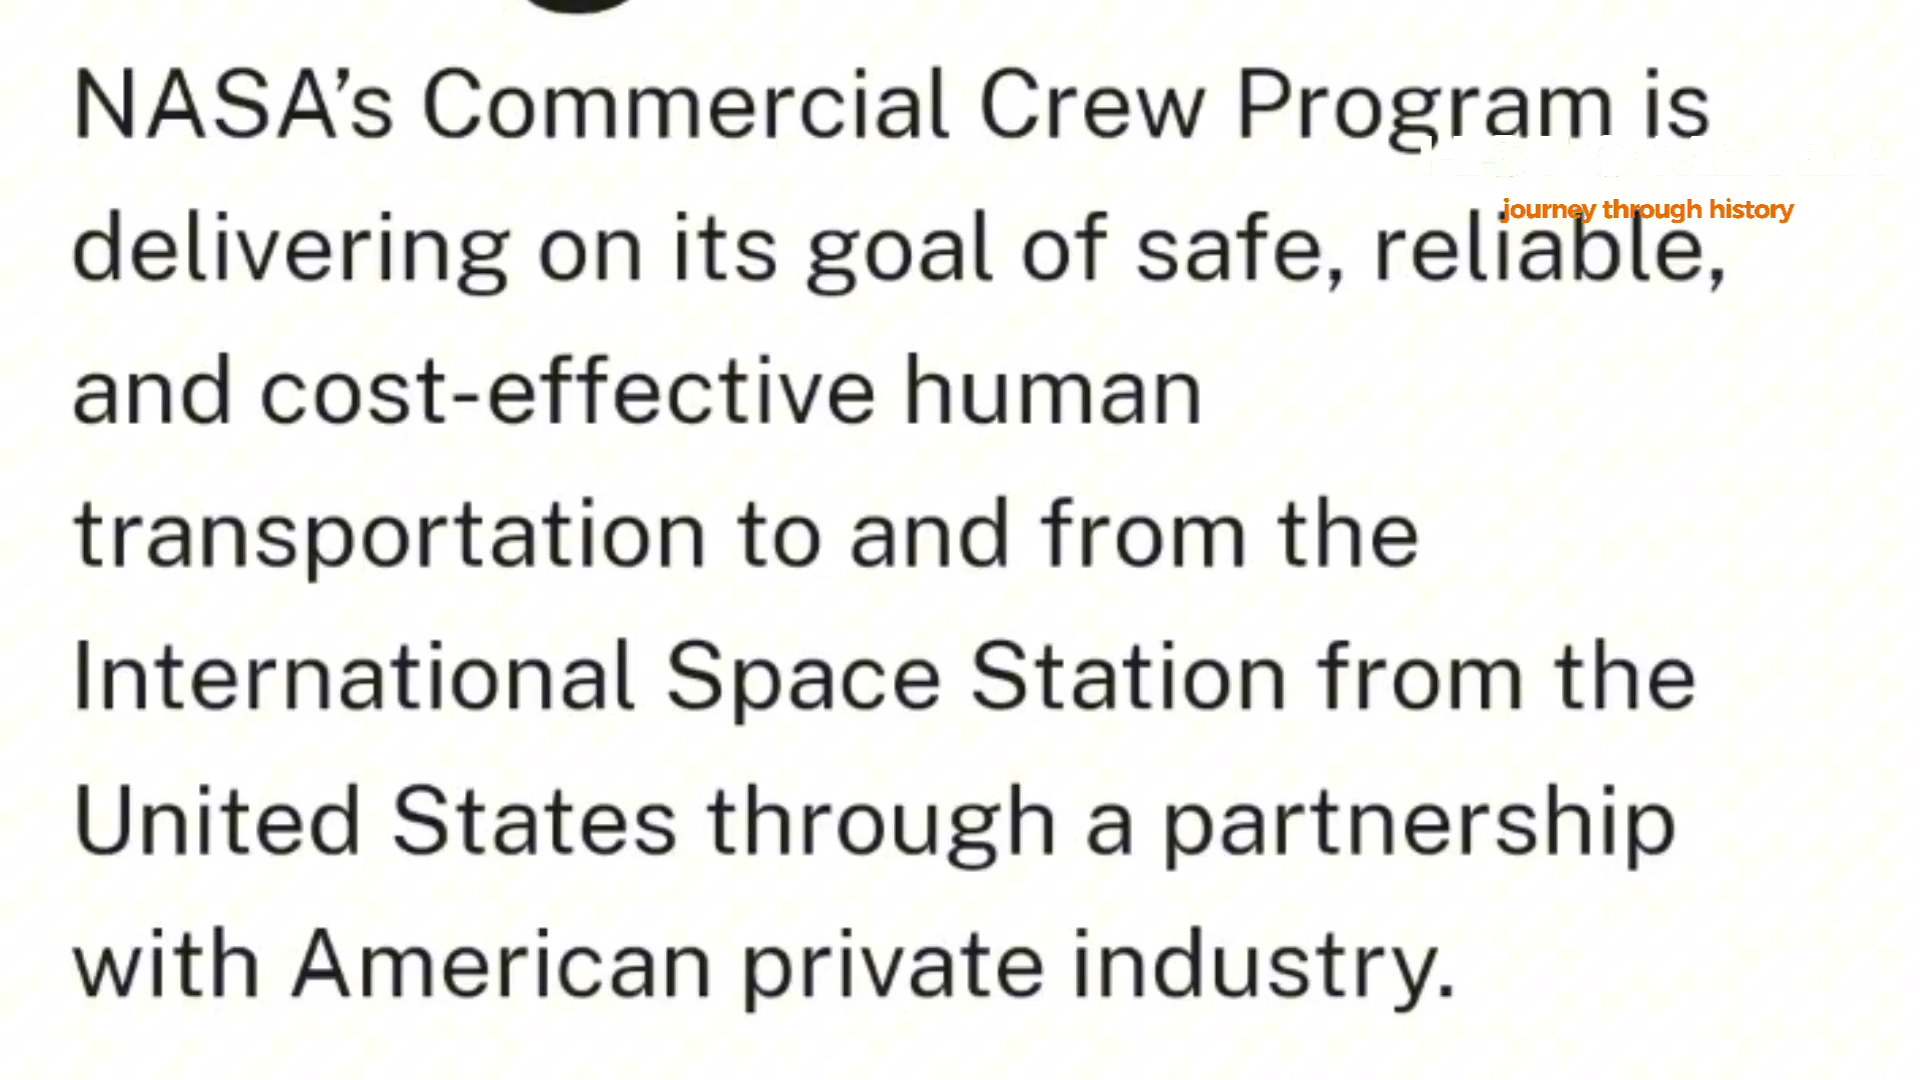 NASA’s Commercial Crew Program is
journey through history
delivering on its goal of safe, reliable,
and cost-effective human
transportation to and from the
International Space Station from the
United States through a partnership
with American private industry.